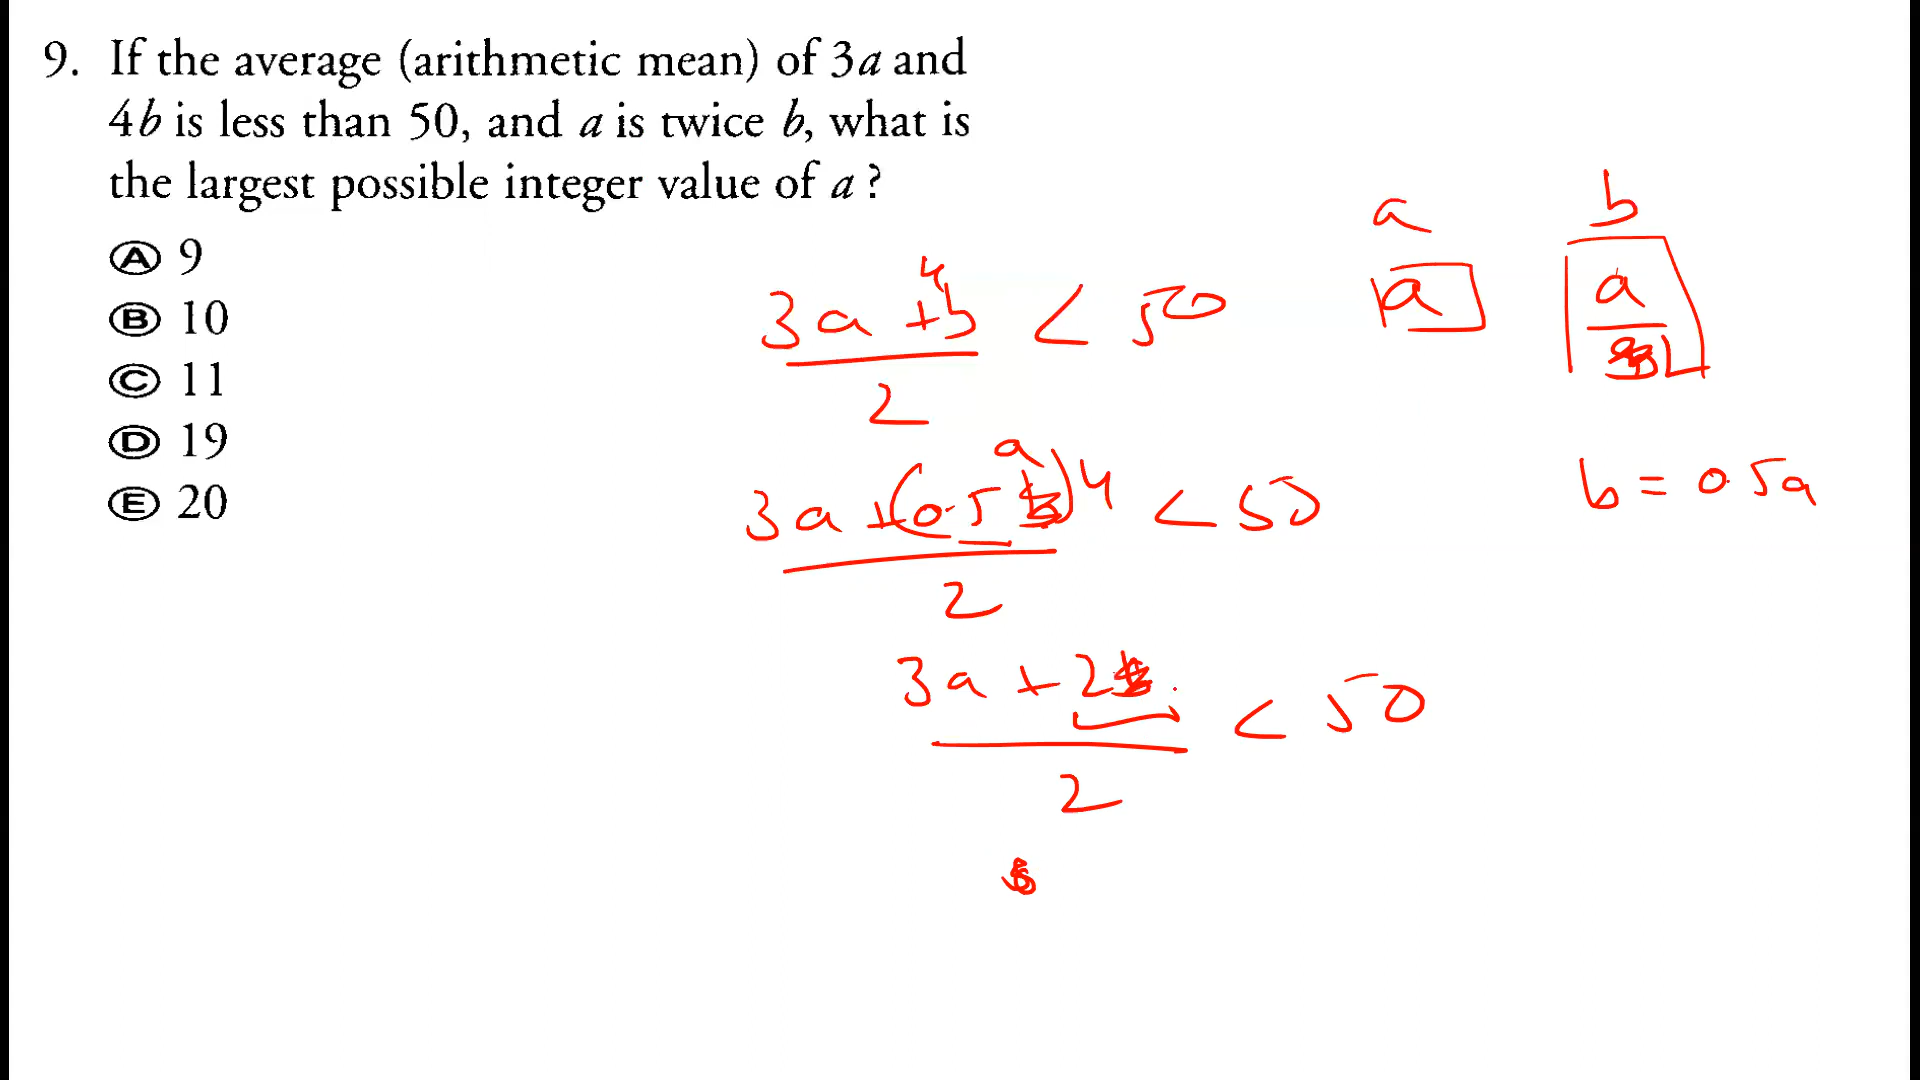 9. If the average (arithmetic mean) of 3a and
4b is less than 50, and a is twice b, what is
the largest possible integer value of a ?
A 9
B 10
C 11
D 19
E 20
a b
a a
2
3a + 4b < 50
2
b = 0.5a
3a + (0.5 a)4 < 50
2
3a + 2 < 50
2